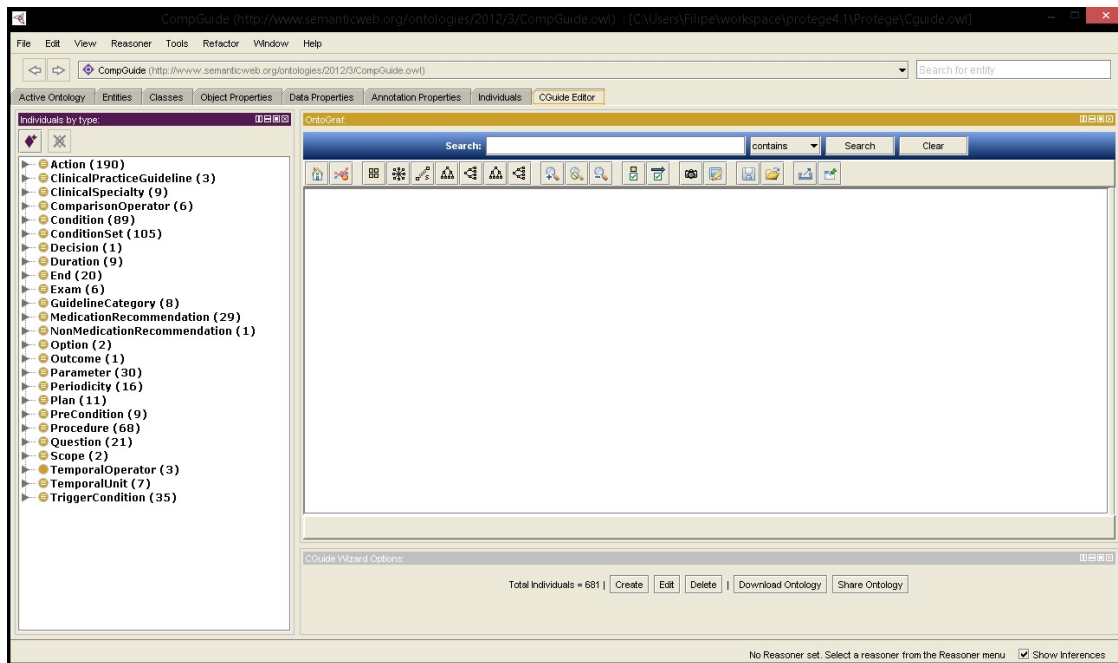 CompGuide (http://www.semanticweb.org/ontologies/2012/3/CompGuide.owl) : [C:\Users\Filipe\workspace\protege4.1\Protege\Cguide.owl]
File Edit View Reasoner Tools Refactor Window Help
CompGuide (http://www.semanticweb.org/ontologies/2012/3/CompGuide.owl) Search for entity
Active Ontology Entities Classes Object Properties Data Properties Annotation Properties Individuals CGuide Editor
Individuals by type: OntoGraf:
Search: contains Search Clear
Action (190)
ClinicalPracticeGuideline (3)
ClinicalSpecialty (9)
ComparisonOperator (6)
Condition (89)
ConditionSet (105)
Decision (1)
Duration (9)
End (20)
Exam (6)
GuidelineCategory (8)
MedicationRecommendation (29)
NonMedicationRecommendation (1)
Option (2)
Outcome (1)
Parameter (30)
Periodicity (16)
Plan (11)
PreCondition (9)
Procedure (68)
Question (21)
Scope (2)
TemporalOperator (3)
TemporalUnit (7)
TriggerCondition (35)
CGuide Wizard Options:
Total Individuals = 681 | Create Edit Delete | Download Ontology Share Ontology
No Reasoner set. Select a reasoner from the Reasoner menu Show Inferences